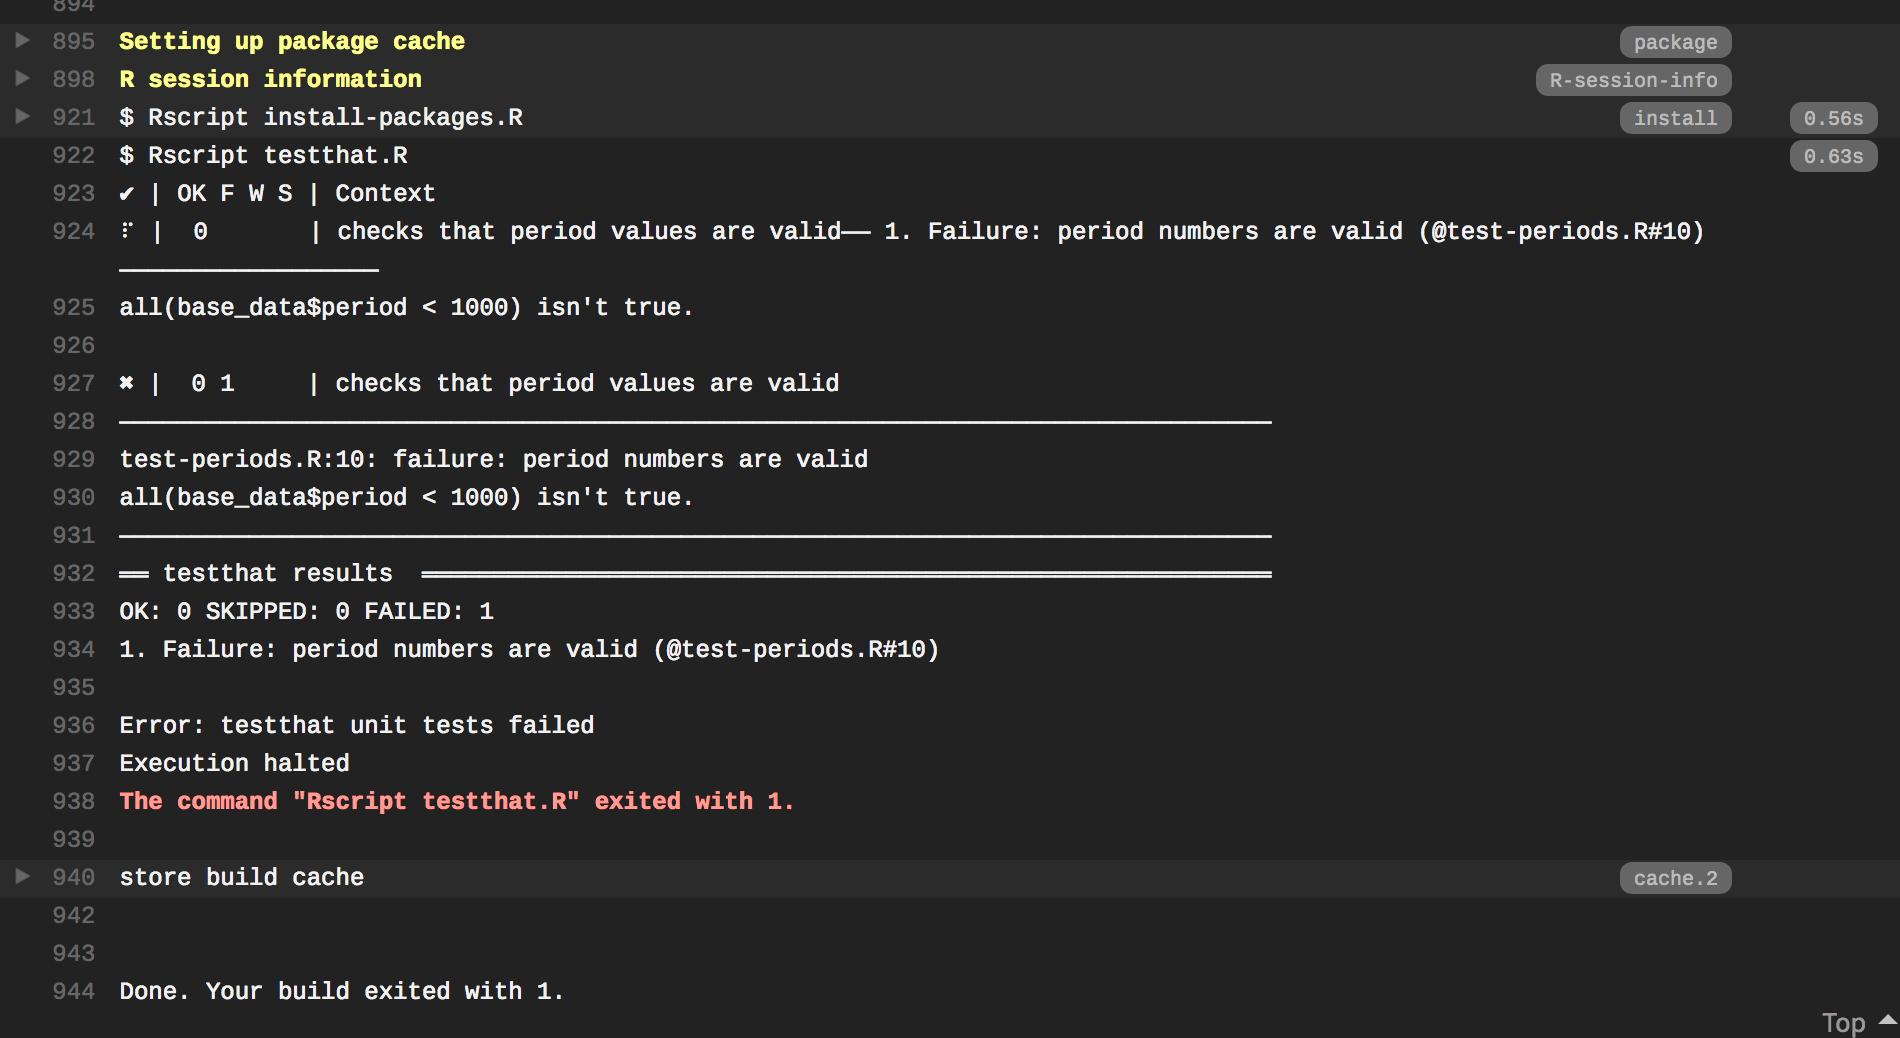 894
895 Setting up package cache package
898 R session information R-session-info
921 $ Rscript install-packages.R install 0.56s
922 $ Rscript testthat.R 0.63s
923 ✔ | OK F W S | Context
924 ⠏ |  0       | checks that period values are valid── 1. Failure: period numbers are valid (@test-periods.R#10)
──────────────────
925 all(base_data$period < 1000) isn't true.
926
927 ✖ |  0 1     | checks that period values are valid
928 ────────────────────────────────────────────────────────────────────────────────
929 test-periods.R:10: failure: period numbers are valid
930 all(base_data$period < 1000) isn't true.
931 ────────────────────────────────────────────────────────────────────────────────
932 ══ testthat results  ═══════════════════════════════════════════════════════════
933 OK: 0 SKIPPED: 0 FAILED: 1
934 1. Failure: period numbers are valid (@test-periods.R#10)
935
936 Error: testthat unit tests failed
937 Execution halted
938 The command "Rscript testthat.R" exited with 1.
939
940 store build cache cache.2
942
943
944 Done. Your build exited with 1.
Top